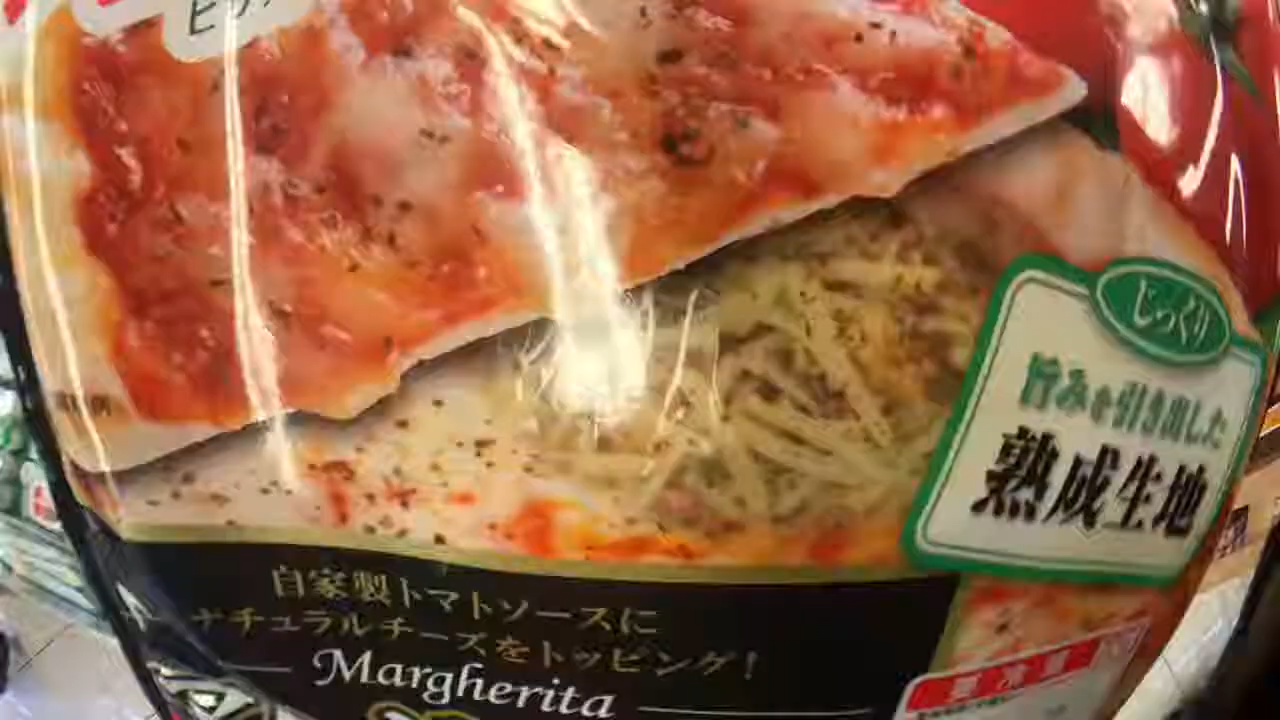 じっくり
旨みを引き出した
熟成生地
自家製トマトソースに
ナチュラルチーズをトッピング!
Margherita